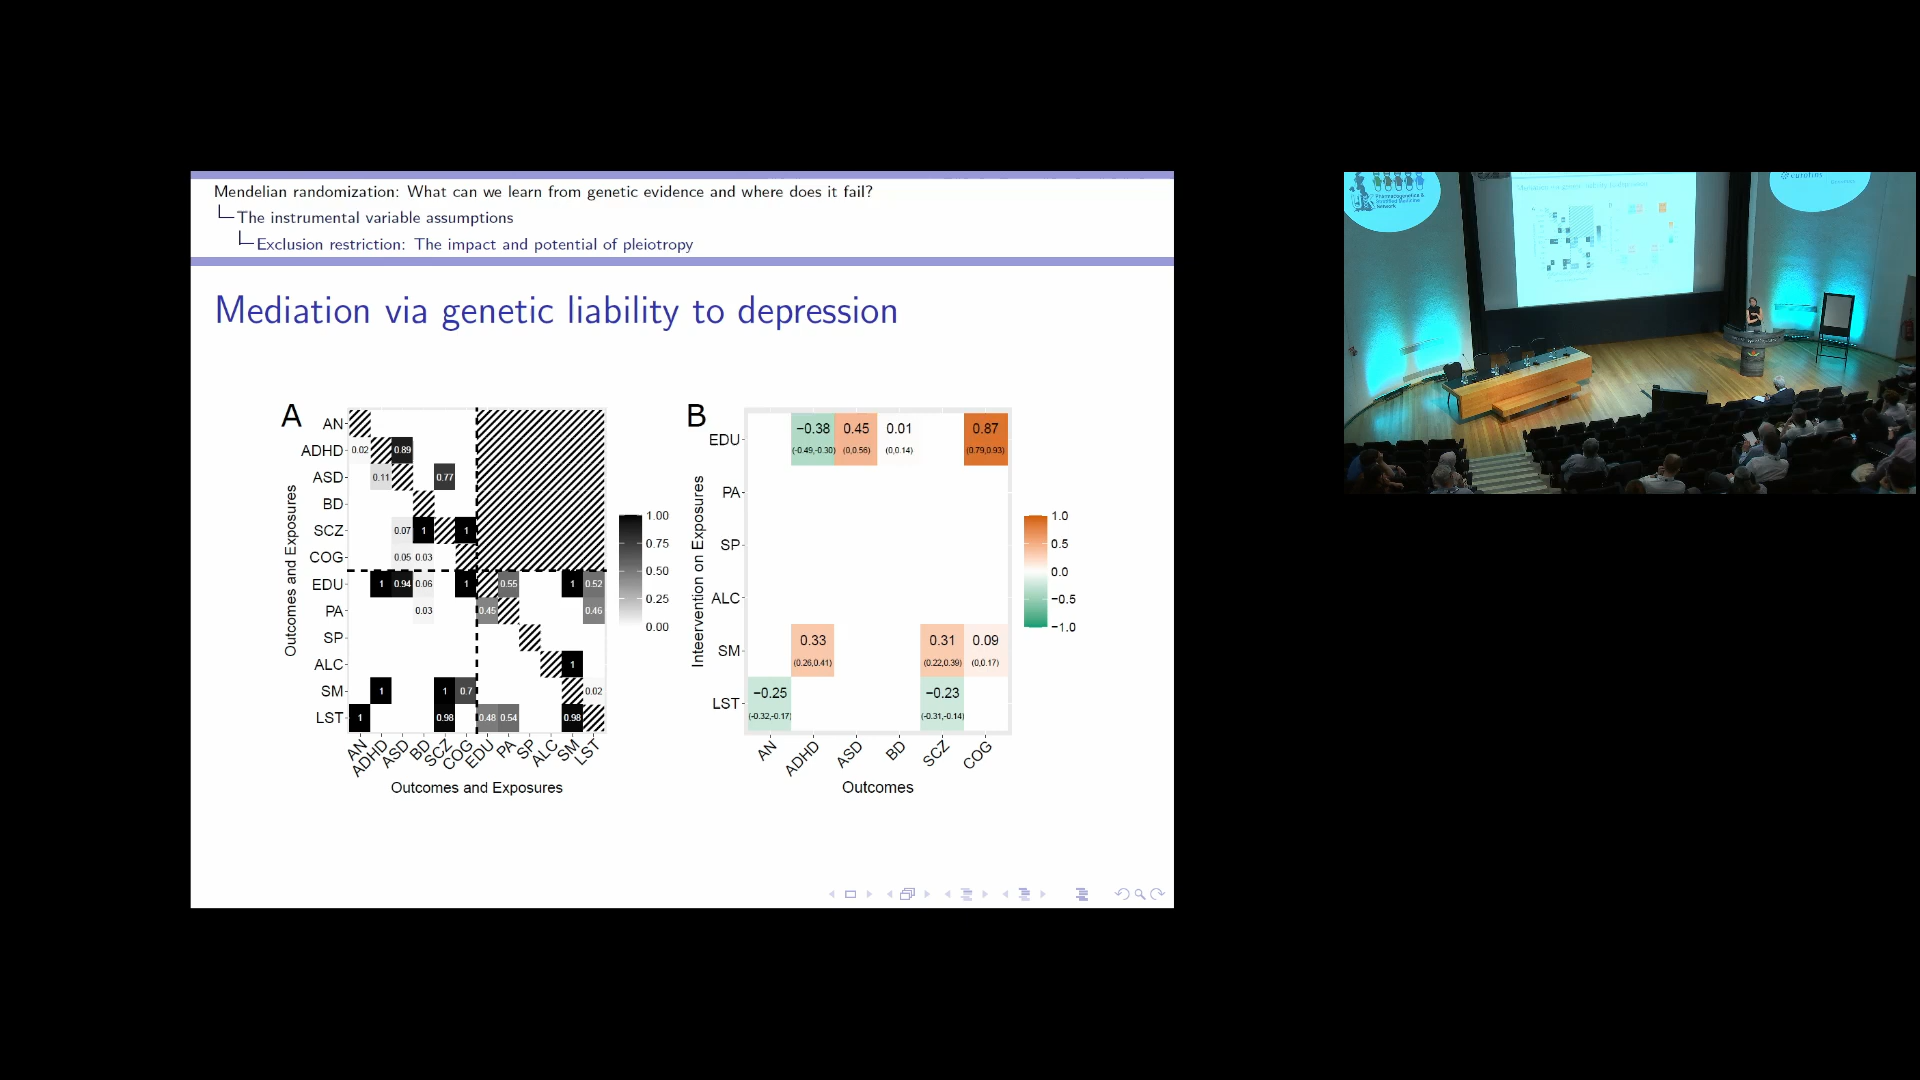 Mendelian randomization: What can we learn from genetic evidence and where does it fail?
The instrumental variable assumptions
Exclusion restriction: The impact and potential of pleiotropy
Mediation via genetic liability to depression
A
Outcomes and Exposures
AN
ADHD 0.02 0.89
ASD 0.11 0.77
BD
SCZ 0.07 1 1
COG 0.05 0.03
EDU 1 0.94 0.06 1 0.55 1 0.52
PA 0.03 0.45 0.46
SP
ALC 1
SM 1 1 0.7 0.02
LST 1 0.98 0.48 0.54 0.98
AN ADHD ASD BD SCZ COG EDU PA SP ALC SM LST
Outcomes and Exposures
1.00
0.75
0.50
0.25
0.00
B
Inteervention on Exposures
EDU −0.38 0.45 0.01 0.87
(-0.49,-0.30) (0,0.56) (0,0.14) (0.79,0.93)
PA
SP
ALC
SM 0.33 0.31 0.09
(0.26,0.41) (0.22,0.39) (0,0.17)
LST −0.25 −0.23
(-0.32,-0.17) (-0.31,-0.14)
AN ADHD ASD BD SCZ COG
Outcomes
1.0
0.5
0.0
−0.5
−1.0
Pharmacogenetics &
Stratified Medicine
Network
eurofins